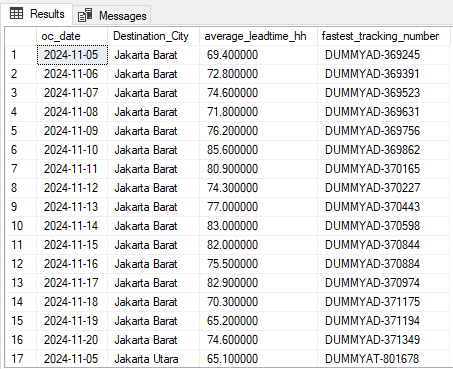 Results Messages
oc_date Destination_City average_leadtime_hh fastest_tracking_number
1 2024-11-05 Jakarta Barat 69.400000 DUMMYAD-369245
2 2024-11-06 Jakarta Barat 72.800000 DUMMYAD-369391
3 2024-11-07 Jakarta Barat 74.600000 DUMMYAD-369523
4 2024-11-08 Jakarta Barat 71.800000 DUMMYAD-369631
5 2024-11-09 Jakarta Barat 76.200000 DUMMYAD-369756
6 2024-11-10 Jakarta Barat 85.600000 DUMMYAD-369862
7 2024-11-11 Jakarta Barat 80.900000 DUMMYAD-370165
8 2024-11-12 Jakarta Barat 74.300000 DUMMYAD-370227
9 2024-11-13 Jakarta Barat 77.000000 DUMMYAD-370443
10 2024-11-14 Jakarta Barat 83.000000 DUMMYAD-370598
11 2024-11-15 Jakarta Barat 82.000000 DUMMYAD-370844
12 2024-11-16 Jakarta Barat 75.500000 DUMMYAD-370884
13 2024-11-17 Jakarta Barat 82.900000 DUMMYAD-370974
14 2024-11-18 Jakarta Barat 70.300000 DUMMYAD-371175
15 2024-11-19 Jakarta Barat 65.200000 DUMMYAD-371194
16 2024-11-20 Jakarta Barat 74.600000 DUMMYAD-371349
17 2024-11-05 Jakarta Utara 65.100000 DUMMYAT-801678